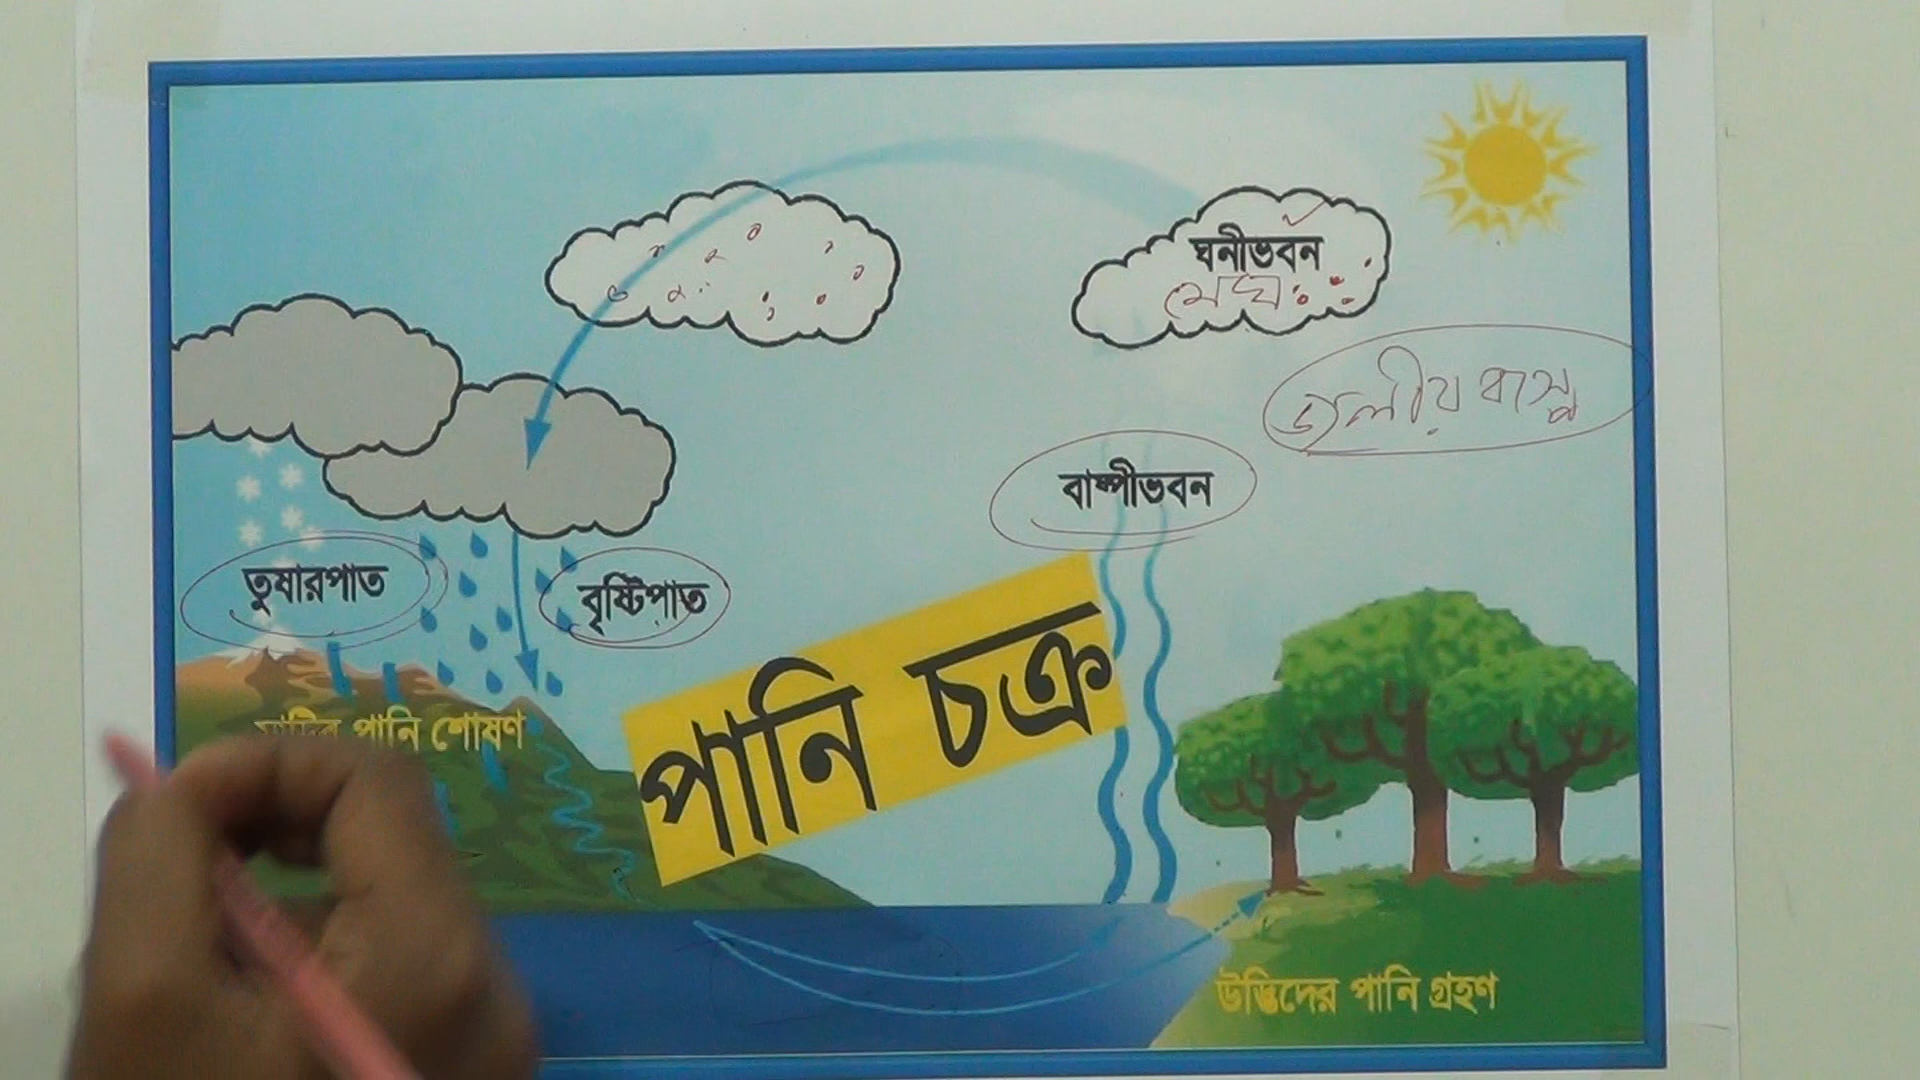 ঘনীভবন
মেঘ
জলীয় বাষ্প
বাষ্পীভবন
তুষারপাত
বৃষ্টিপাত
পানি চক্র
মাটির পানি শোষণ
উদ্ভিদের পানি গ্রহণ